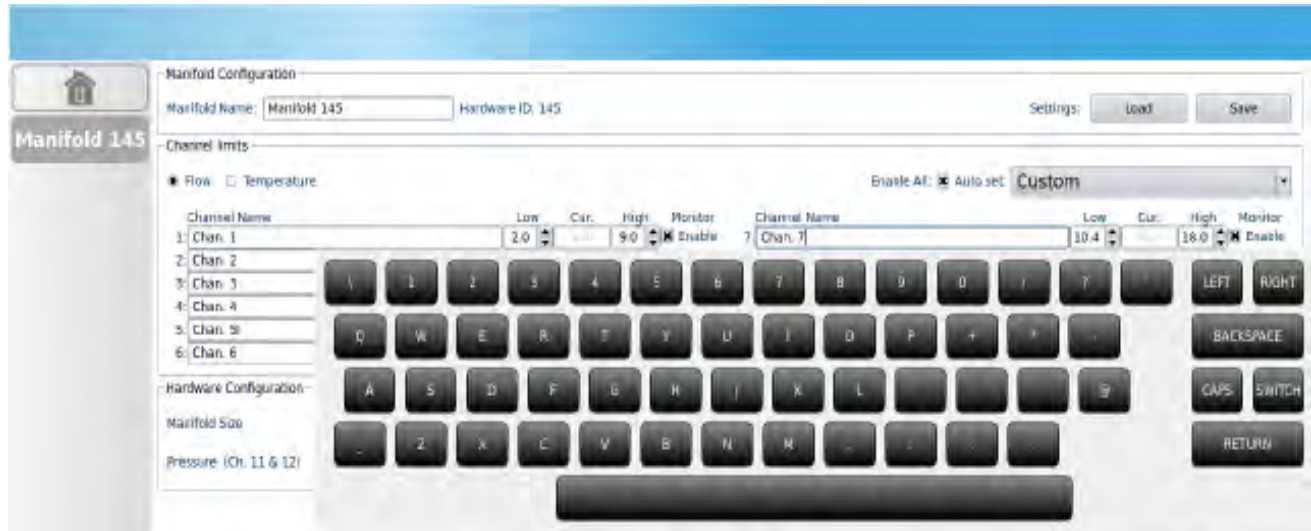 Manifold Configuration
Manifold Name: Manifold 145 Hardware ID: 145 Settings: Load Save
Manifold 145
Channel limits
Flow Temperature Enable All: Auto set: Custom
Channel Name Low Cur. High Monitor Channel Name Low Cur. High Monitor
1: Chan. 1 2.0 9.0 Enable 7 Chan. 7 10.4 18.0 Enable
2: Chan. 2
3: Chan. 3
4: Chan. 4
5: Chan. 5
6: Chan. 6
\ 1 2 3 4 5 6 7 8 9 0 / ? LEFT RIGHT
Q W E R T Y U I O P + * BACKSPACE
Hardware Configuration
A S D F G H J K L @ CAPS SWITCH
Manifold Size
_ Z X C V B N M RETURN
Pressure (Ch. 11 & 12)